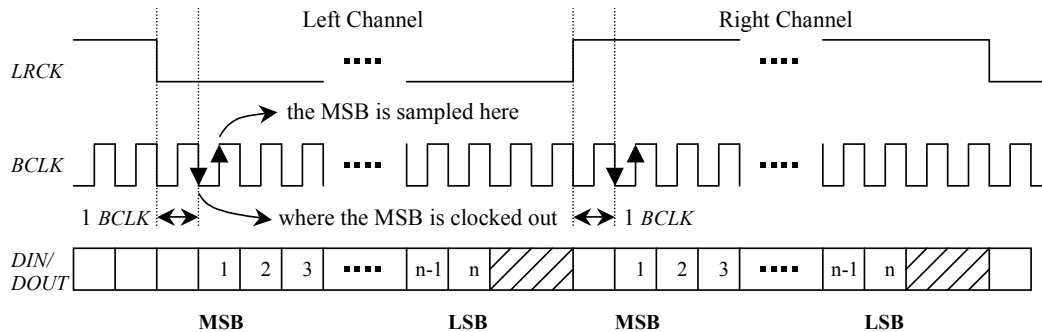 Left Channel Right Channel
LRCK
the MSB is sampled here
BCLK
1 BCLK where the MSB is clocked out 1 BCLK
DIN/
DOUT 1 2 3 n-1 n 1 2 3 n-1 n
MSB LSB MSB LSB